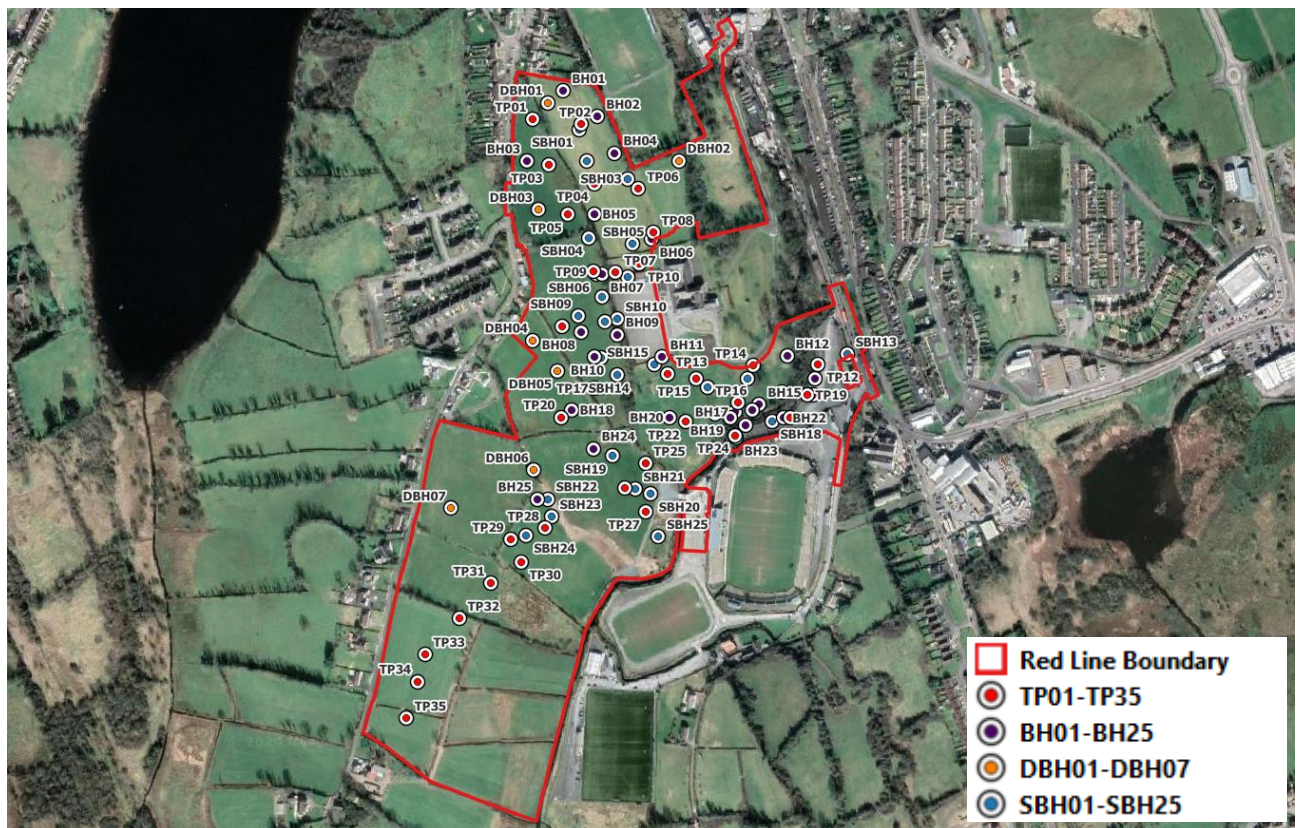 BH01
DBH01
TP01
TP02
BH02
SBH01
BH03
BH04
DBH02
TP03
SBH03
TP06
DBH03
TP04
TP05
BH05
TP08
SBH04
SBH05
BH06
TP09
TP07
TP10
SBH06
BH07
SBH09
SBH10
BH09
DBH04
BH08
BH11
BH12
SBH13
SBH15
TP13
TP14
DBH05
BH10
TP12
TP17
SBH14
TP15
TP16
BH15
TP19
TP20
BH18
BH20
BH17
BH22
TP22
BH19
SBH18
TP24
BH23
BH24
TP25
DBH06
SBH19
SBH21
DBH07
BH25
SBH22
SBH23
SBH20
TP28
TP27
SBH25
TP29
SBH24
TP30
TP31
TP32
TP33
TP34
TP35
Red Line Boundary
TP01-TP35
BH01-BH25
DBH01-DBH07
SBH01-SBH25